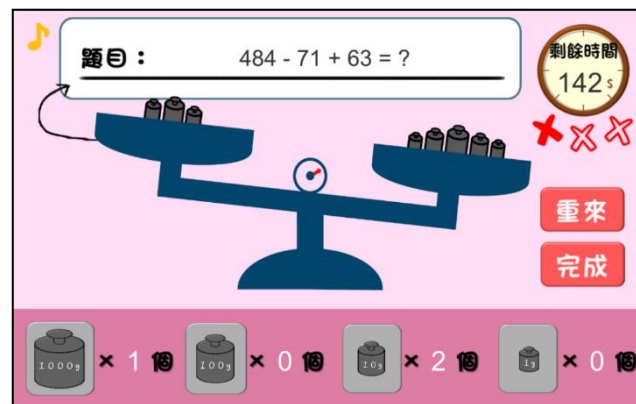 題目： 484 - 71 + 63 = ?
剩餘時間
142 s
重來
完成
1000g × 1 個
100g × 0 個
10g × 2 個
1g × 0 個